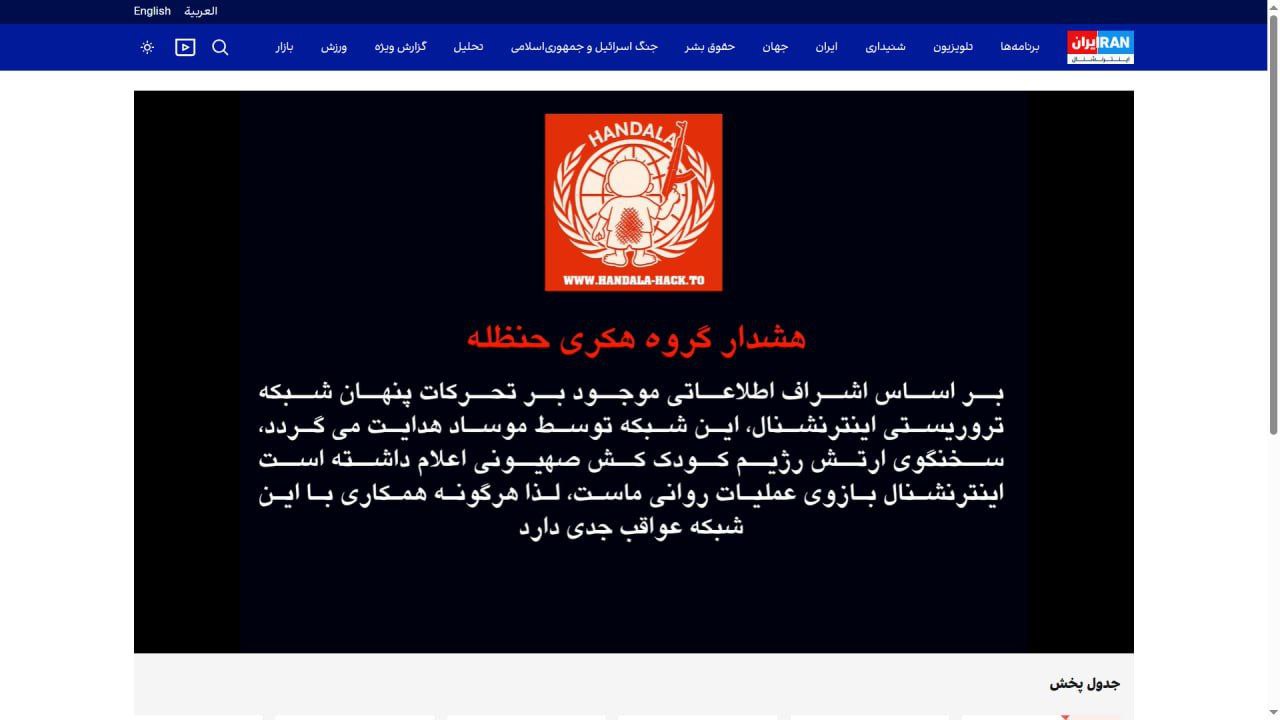 English العربية
برنامه‌ها تلویزیون شنیداری ایران جهان حقوق بشر جنگ اسرائیل و جمهوری‌اسلامی تحلیل گزارش ویژه ورزش بازار
ایران IRAN
اینترنشنال
HANDALA
WWW.HANDALA-HACK.TO
هشدار گروه هکری حنظله
بر اساس اشراف اطلاعاتی موجود بر تحرکات پنهان شبکه
تروریستی اینترنشنال، این شبکه توسط موساد هدایت می گردد،
سخنگوی ارتش رژیم کودک کش صهیونی اعلام داشته است
اینترنشنال بازوی عملیات روانی ماست، لذا هرگونه همکاری با این
شبکه عواقب جدی دارد
جدول پخش